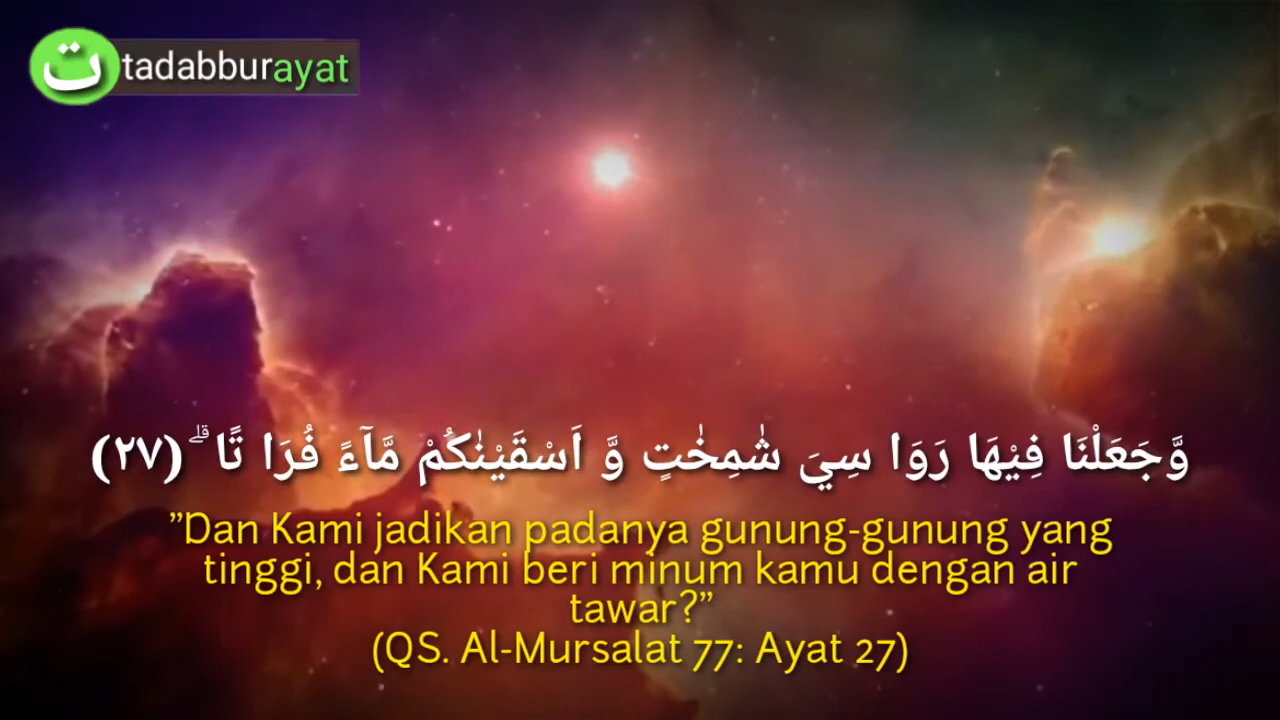 ت tadabburayat
وَّجَعَلْنَا فِيْهَا رَوَا سِيَ شٰمِخٰتٍ وَّ اَسْقَيْنٰكُمْ مَّآءً فُرَا تًا ۗ (٢٧)
”Dan Kami jadikan padanya gunung-gunung yang
tinggi, dan Kami beri minum kamu dengan air
tawar?”
(QS. Al-Mursalat 77: Ayat 27)